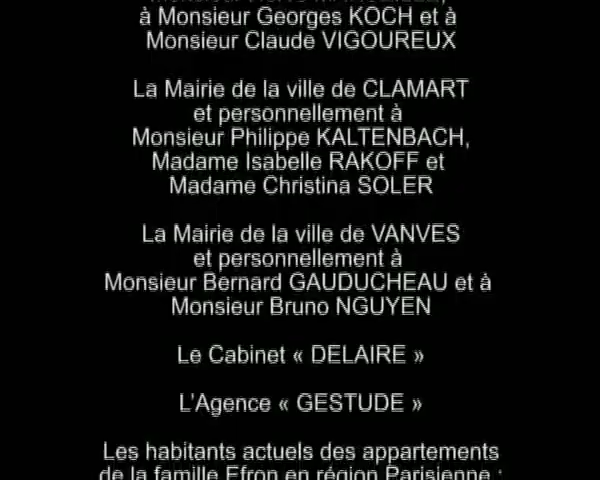 à Monsieur Georges KOCH et à
Monsieur Claude VIGOUREUX
La Mairie de la ville de CLAMART
et personnellement à
Monsieur Philippe KALTENBACH,
Madame Isabelle RAKOFF et
Madame Christina SOLER
La Mairie de la ville de VANVES
et personnellement à
Monsieur Bernard GAUDUCHEAU et à
Monsieur Bruno NGUYEN
Le Cabinet « DELAIRE »
L'Agence « GESTUDE »
Les habitants actuels des appartements
de la famille Efron en région Parisienne :